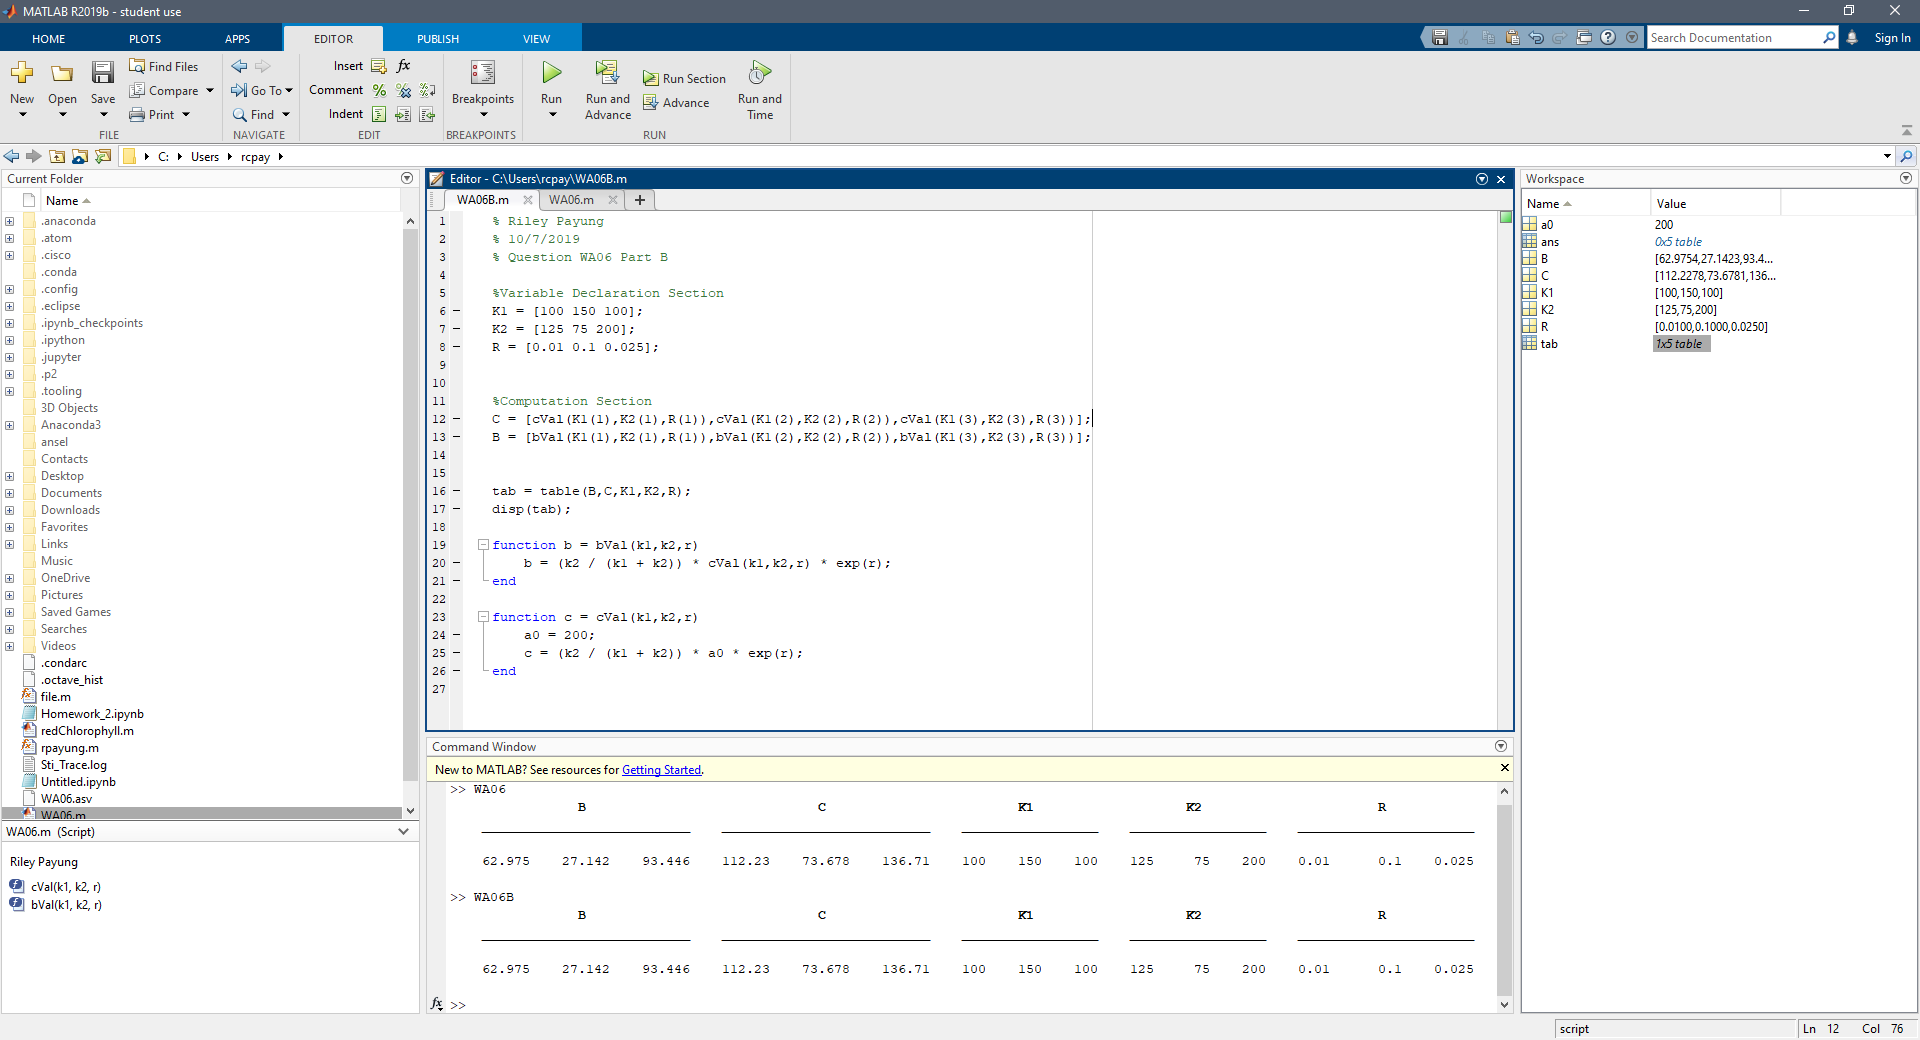 MATLAB R2019b - student use
HOME PLOTS APPS EDITOR PUBLISH VIEW
Search Documentation
Sign In
New
Open
Save
Find Files
Compare
Print
FILE
Go To
Find
NAVIGATE
Insert fx
Comment
Indent
EDIT
Breakpoints
BREAKPOINTS
Run
Run and
Advance
Run Section
Advance
Run and
Time
RUN
C: Users rcpay
Current Folder
Name
.anaconda
.atom
.cisco
.conda
.config
.eclipse
.ipynb_checkpoints
.ipython
.jupyter
.p2
.tooling
3D Objects
Anaconda3
ansel
Contacts
Desktop
Documents
Downloads
Favorites
Links
Music
OneDrive
Pictures
Saved Games
Searches
Videos
.condarc
.octave_hist
file.m
Homework_2.ipynb
redChlorophyll.m
rpayung.m
Sti_Trace.log
Untitled.ipynb
WA06.asv
WA06.m
WA06.m (Script)
Riley Payung
cVal(k1, k2, r)
bVal(k1, k2, r)
Editor - C:\Users\rcpay\WA06B.m
WA06B.m WA06.m
1 % Riley Payung
2 % 10/7/2019
3 % Question WA06 Part B
4
5 %Variable Declaration Section
6 – K1 = [100 150 100];
7 – K2 = [125 75 200];
8 – R = [0.01 0.1 0.025];
9
10
11 %Computation Section
12 – C = [cVal(K1(1),K2(1),R(1)),cVal(K1(2),K2(2),R(2)),cVal(K1(3),K2(3),R(3))];
13 – B = [bVal(K1(1),K2(1),R(1)),bVal(K1(2),K2(2),R(2)),bVal(K1(3),K2(3),R(3))];
14
15
16 – tab = table(B,C,K1,K2,R);
17 – disp(tab);
18
19 function b = bVal(k1,k2,r)
20 – b = (k2 / (k1 + k2)) * cVal(k1,k2,r) * exp(r);
21 – end
22
23 function c = cVal(k1,k2,r)
24 – a0 = 200;
25 – c = (k2 / (k1 + k2)) * a0 * exp(r);
26 – end
27
Command Window
New to MATLAB? See resources for Getting Started.
>> WA06
B C K1 K2 R
62.975 27.142 93.446 112.23 73.678 136.71 100 150 100 125 75 200 0.01 0.1 0.025
>> WA06B
B C K1 K2 R
62.975 27.142 93.446 112.23 73.678 136.71 100 150 100 125 75 200 0.01 0.1 0.025
fx >>
Workspace
Name Value
a0 200
ans 0x5 table
B [62.9754,27.1423,93.4...
C [112.2278,73.6781,136...
K1 [100,150,100]
K2 [125,75,200]
R [0.0100,0.1000,0.0250]
tab 1x5 table
script Ln 12 Col 76